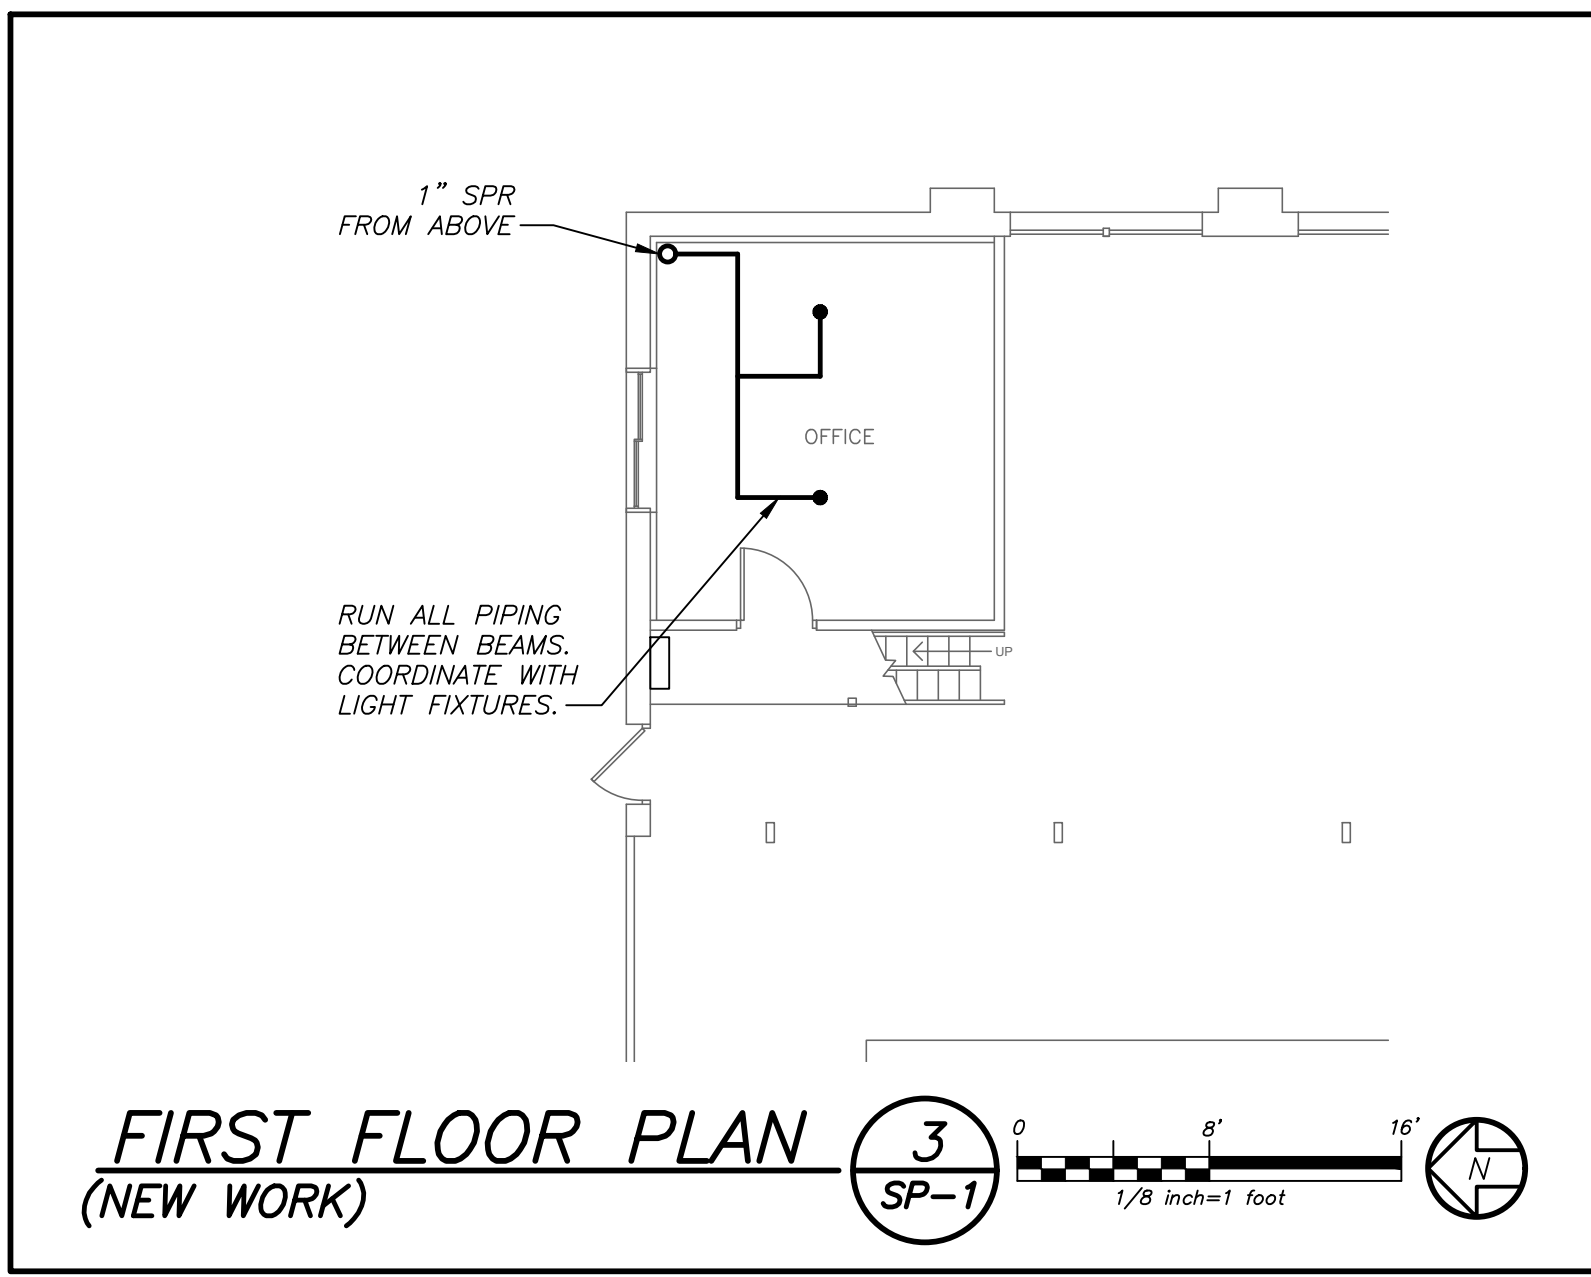 1" SPR
FROM ABOVE
OFFICE
RUN ALL PIPING
BETWEEN BEAMS.
COORDINATE WITH
LIGHT FIXTURES.
UP
FIRST FLOOR PLAN
(NEW WORK)
3
SP-1
0 8' 16'
1/8 inch=1 foot
N